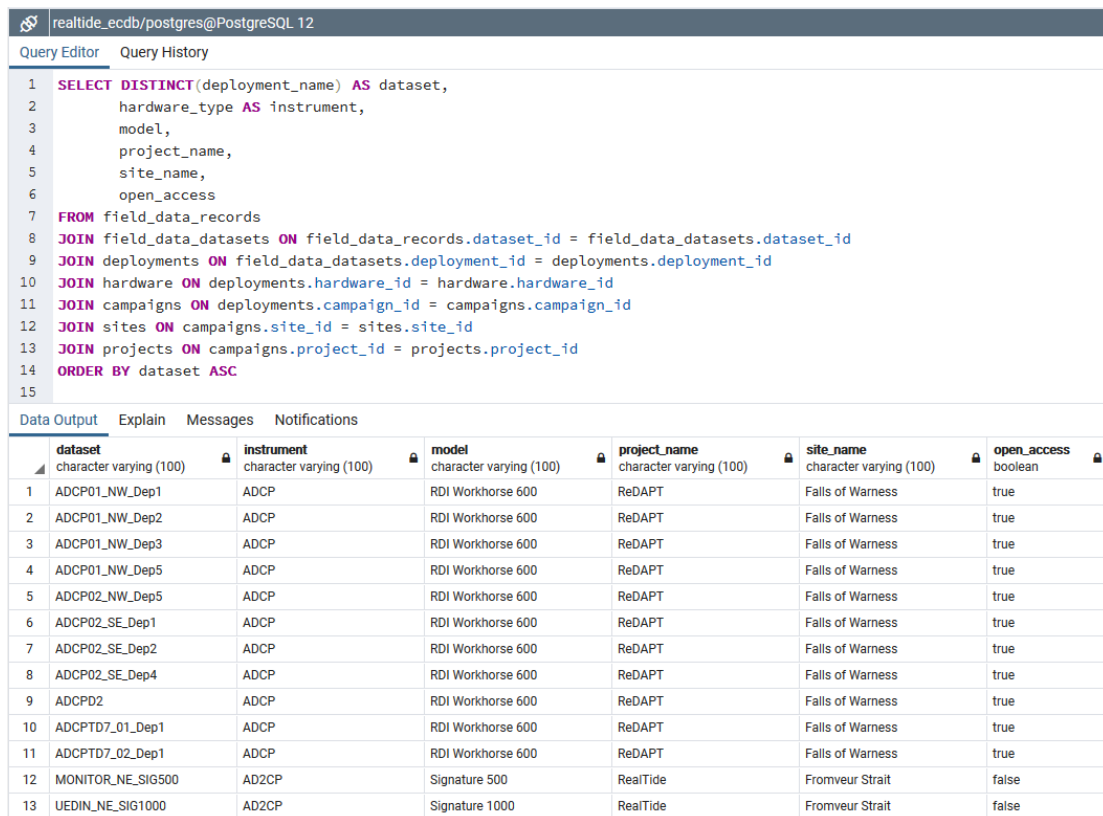 realtide_ecdb/postgres@PostgreSQL 12
Query Editor Query History
1 SELECT DISTINCT(deployment_name) AS dataset,
2 hardware_type AS instrument,
3 model,
4 project_name,
5 site_name,
6 open_access
7 FROM field_data_records
8 JOIN field_data_datasets ON field_data_records.dataset_id = field_data_datasets.dataset_id
9 JOIN deployments ON field_data_datasets.deployment_id = deployments.deployment_id
10 JOIN hardware ON deployments.hardware_id = hardware.hardware_id
11 JOIN campaigns ON deployments.campaign_id = campaigns.campaign_id
12 JOIN sites ON campaigns.site_id = sites.site_id
13 JOIN projects ON campaigns.project_id = projects.project_id
14 ORDER BY dataset ASC
15
Data Output Explain Messages Notifications
dataset instrument model project_name site_name open_access
character varying (100) character varying (100) character varying (100) character varying (100) character varying (100) boolean
1 ADCP01_NW_Dep1 ADCP RDI Workhorse 600 ReDAPT Falls of Warness true
2 ADCP01_NW_Dep2 ADCP RDI Workhorse 600 ReDAPT Falls of Warness true
3 ADCP01_NW_Dep3 ADCP RDI Workhorse 600 ReDAPT Falls of Warness true
4 ADCP01_NW_Dep5 ADCP RDI Workhorse 600 ReDAPT Falls of Warness true
5 ADCP02_NW_Dep5 ADCP RDI Workhorse 600 ReDAPT Falls of Warness true
6 ADCP02_SE_Dep1 ADCP RDI Workhorse 600 ReDAPT Falls of Warness true
7 ADCP02_SE_Dep2 ADCP RDI Workhorse 600 ReDAPT Falls of Warness true
8 ADCP02_SE_Dep4 ADCP RDI Workhorse 600 ReDAPT Falls of Warness true
9 ADCPD2 ADCP RDI Workhorse 600 ReDAPT Falls of Warness true
10 ADCPTD7_01_Dep1 ADCP RDI Workhorse 600 ReDAPT Falls of Warness true
11 ADCPTD7_02_Dep1 ADCP RDI Workhorse 600 ReDAPT Falls of Warness true
12 MONITOR_NE_SIG500 AD2CP Signature 500 RealTide Fromveur Strait false
13 UEDIN_NE_SIG1000 AD2CP Signature 1000 RealTide Fromveur Strait false